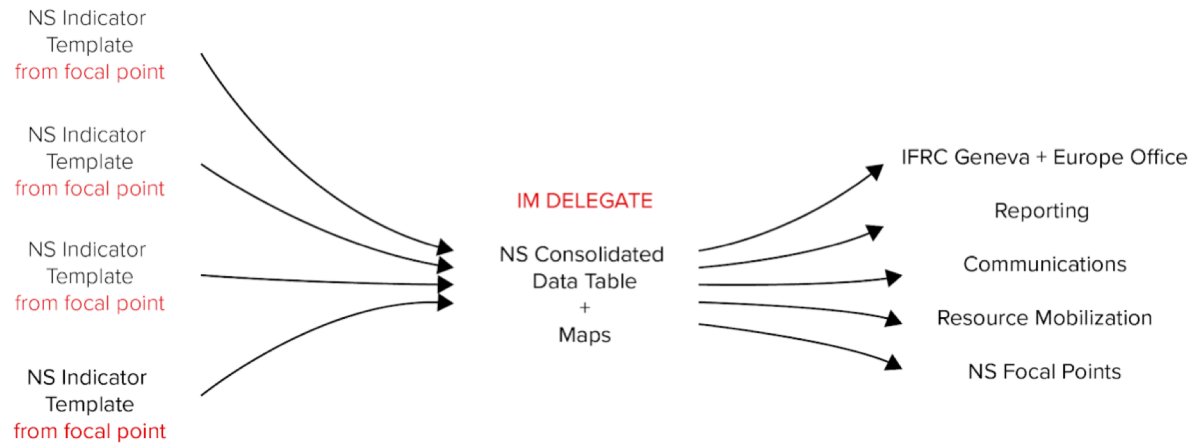 NS Indicator
Template
from focal point
NS Indicator
Template
from focal point
NS Indicator
Template
from focal point
NS Indicator
Template
from focal point
IM DELEGATE
NS Consolidated
Data Table
+
Maps
IFRC Geneva + Europe Office
Reporting
Communications
Resource Mobilization
NS Focal Points